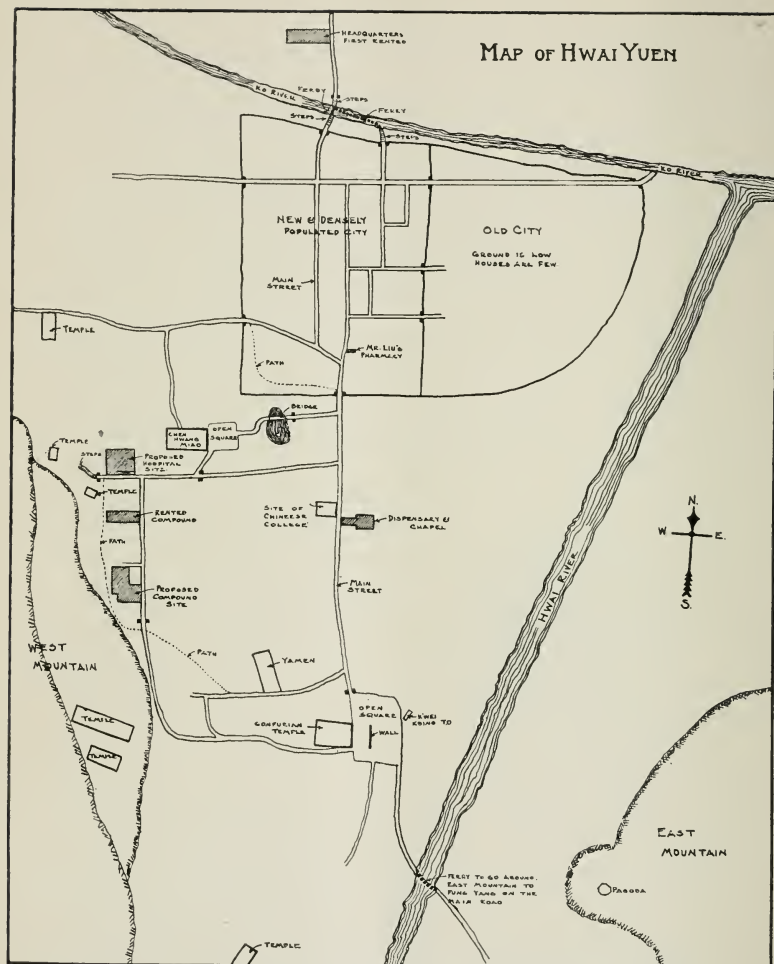 MAP OF HWAI YUEN
HEADQUARTERS
FIRST RENTED
KO RIVER
FERRY
STEPS
STEPS
FERRY
STEPS
KO RIVER
NEW & DENSELY
POPULATED CITY
OLD CITY
GROUND IS LOW
HOUSES ARE FEW
MAIN
STREET
TEMPLE
PATH
MR. LIU'S
PHARMACY
BRIDGE
CHEN
HWANG
MIAO
OPEN
SQUARE
TEMPLE
STEPS
PROPOSED
HOSPITAL
SITE
TEMPLE
RENTED
COMPOUND
SITE OF
CHINEESE
COLLEGE
DISPENSARY &
CHAPEL
N.
W.
E.
S.
PATH
PROPOSED
COMPOUND
SITE
MAIN
STREET
HWAI RIVER
WEST
MOUNTAIN
PATH
YAMEN
TEMPLE
TEMPLE
CONFUCIAN
TEMPLE
OPEN
SQUARE
WALL
EAST
MOUNTAIN
FERRY TO GO AROUND
EAST MOUNTAIN TO
FUNG YANG ON THE
MAIN ROAD
PAGODA
TEMPLE